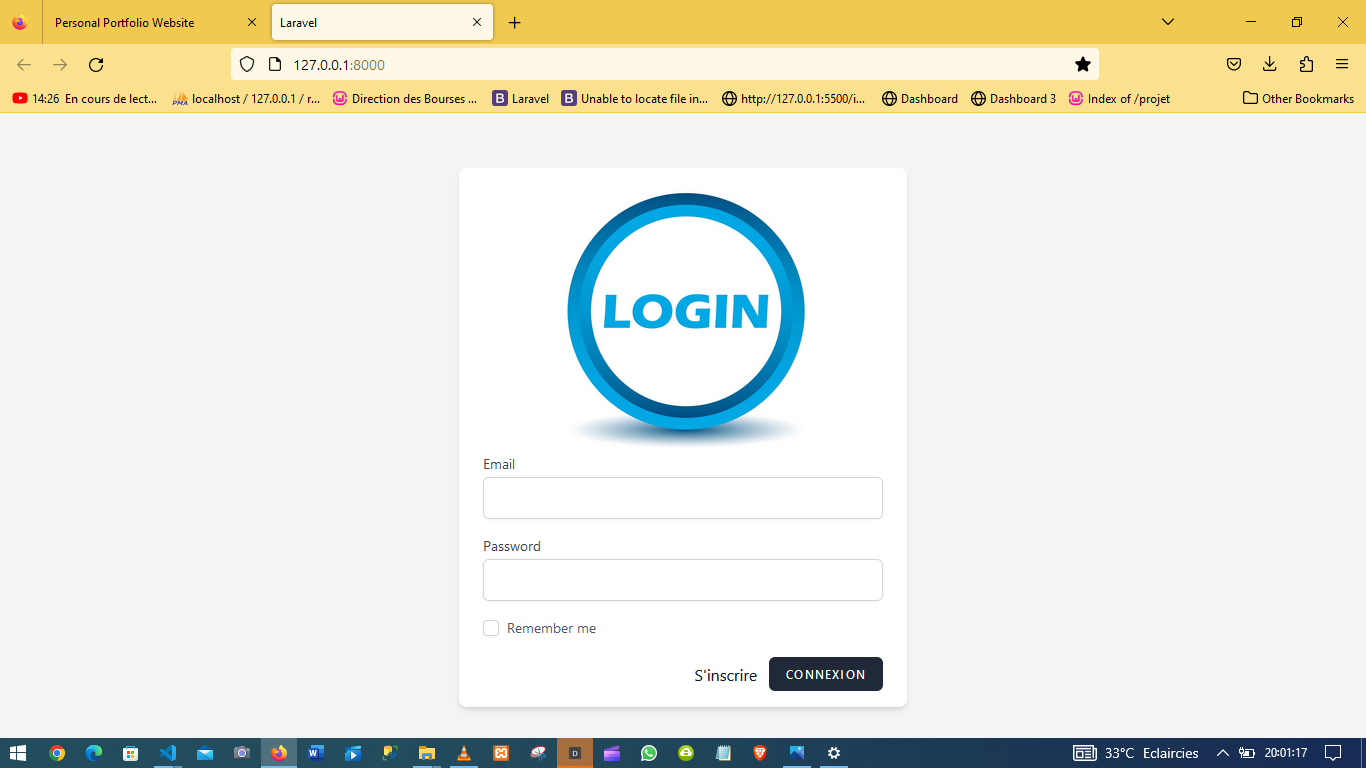 Personal Portfolio Website
Laravel
127.0.0.1:8000
14:26 En cours de lect... localhost / 127.0.0.1 / r... Direction des Bourses ... Laravel Unable to locate file in... http://127.0.0.1:5500/i... Dashboard Dashboard 3 Index of /projet Other Bookmarks
LOGIN
Email
Password
Remember me
S'inscrire CONNEXION
33°C Eclaircies 20:01:17